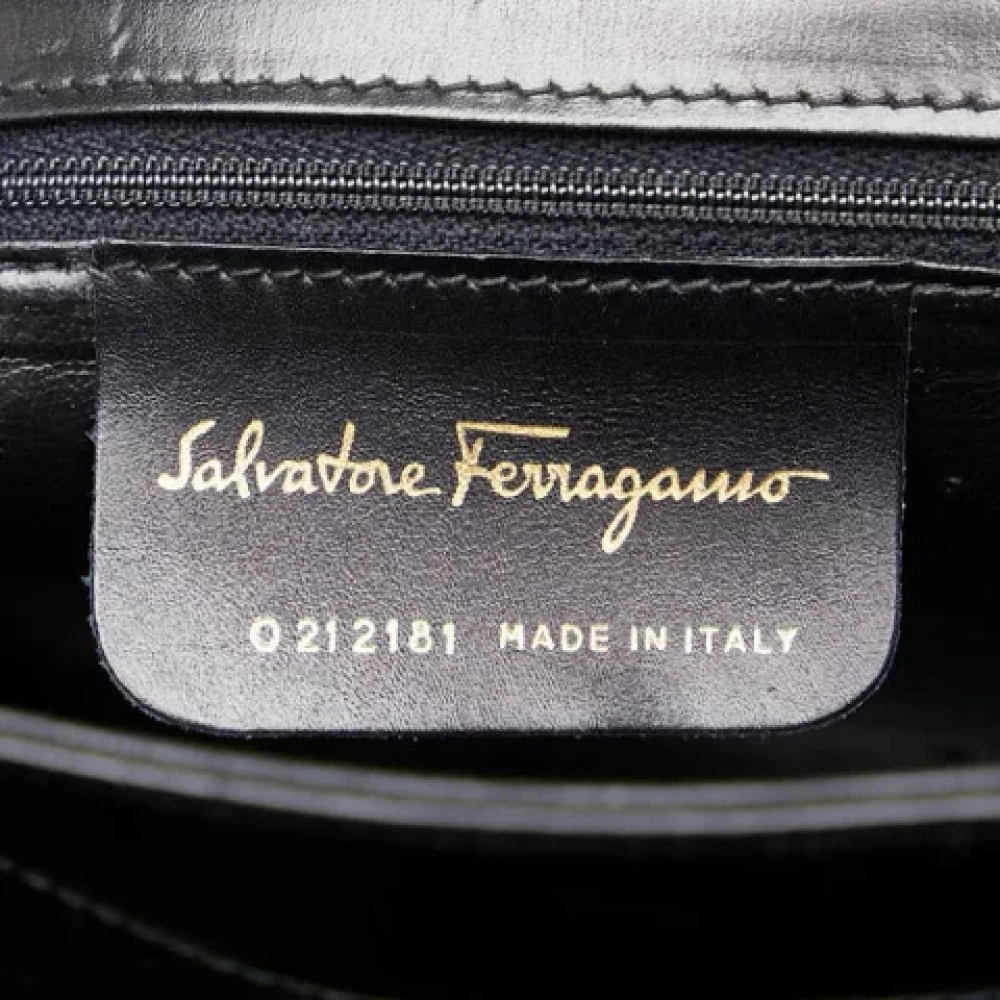 Salvatore Ferragamo
O 212181 MADE IN ITALY